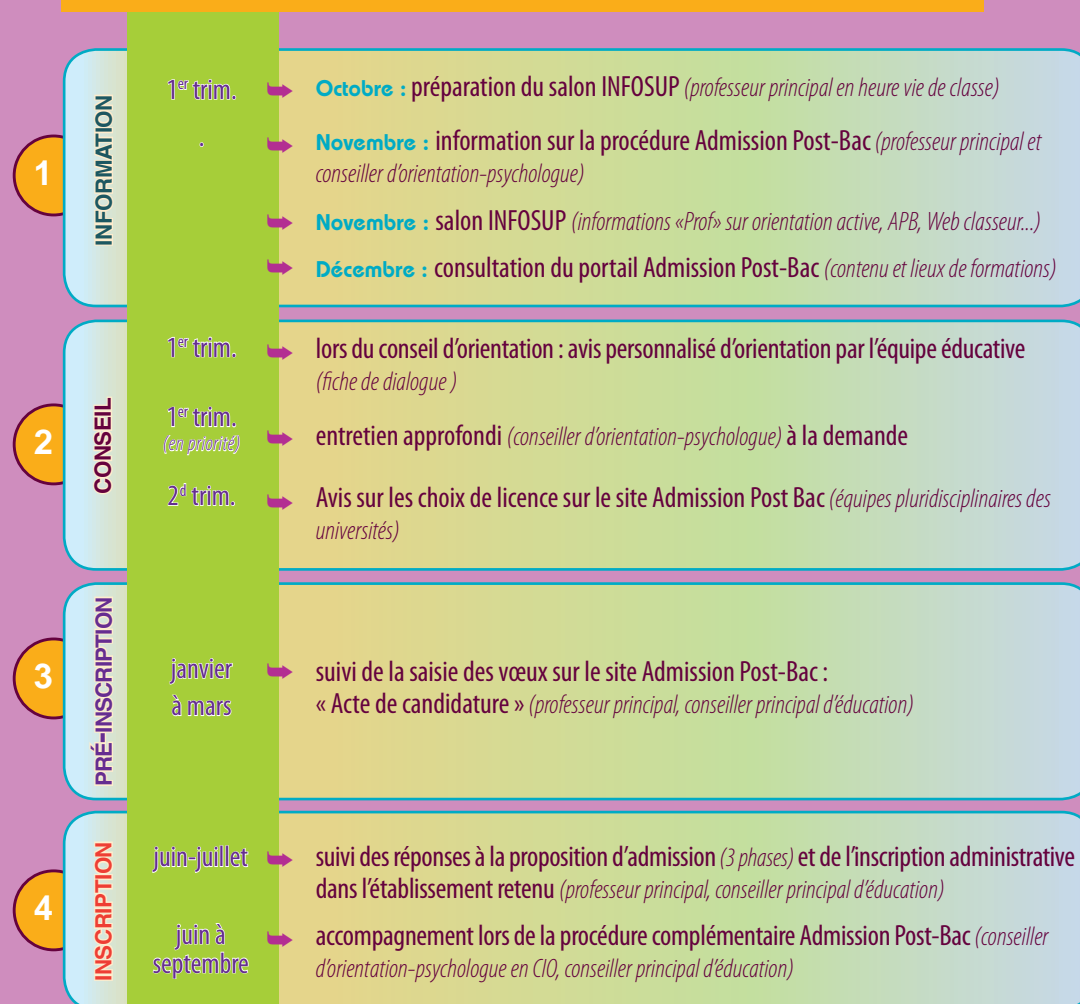 1
INFORMATION
1er trim.
Octobre : préparation du salon INFOSUP (professeur principal en heure vie de classe)
.
Novembre : information sur la procédure Admission Post-Bac (professeur principal et
conseiller d'orientation-psychologue)
Novembre : salon INFOSUP (informations «Prof» sur orientation active, APB, Web classeur...)
Décembre : consultation du portail Admission Post-Bac (contenu et lieux de formations)
2
CONSEIL
1er trim.
lors du conseil d'orientation : avis personnalisé d'orientation par l'équipe éducative
(fiche de dialogue )
1er trim.
(en priorité)
entretien approfondi (conseiller d'orientation-psychologue) à la demande
2d trim.
Avis sur les choix de licence sur le site Admission Post Bac (équipes pluridisciplinaires des
universités)
3
PRÉ-INSCRIPTION
janvier
à mars
suivi de la saisie des vœux sur le site Admission Post-Bac :
« Acte de candidature » (professeur principal, conseiller principal d'éducation)
4
INSCRIPTION
juin-juillet
suivi des réponses à la proposition d'admission (3 phases) et de l'inscription administrative
dans l'établissement retenu (professeur principal, conseiller principal d'éducation)
juin à
septembre
accompagnement lors de la procédure complémentaire Admission Post-Bac (conseiller
d'orientation-psychologue en CIO, conseiller principal d'éducation)